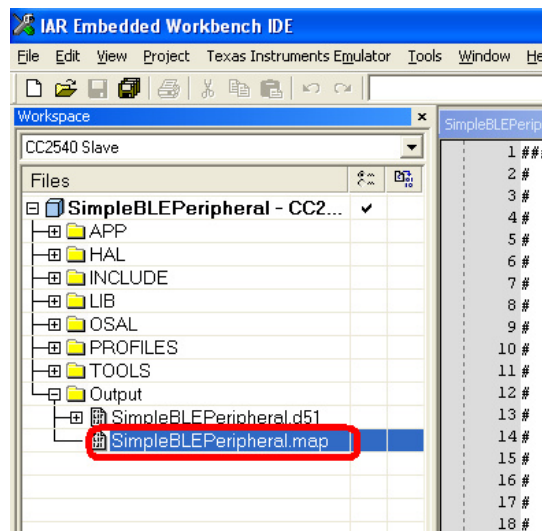 IAR Embedded Workbench IDE
File Edit View Project Texas Instruments Emulator Tools Window He
Workspace
CC2540 Slave
Files
SimpleBLEPeripheral - CC2...
APP
HAL
INCLUDE
LIB
OSAL
PROFILES
TOOLS
Output
SimpleBLEPeripheral.d51
SimpleBLEPeripheral.map
SimpleBLEPerip
1 ##
2 #
3 #
4 #
5 #
6 #
7 #
8 #
9 #
10 #
11 #
12 #
13 #
14 #
15 #
16 #
17 #
18 #